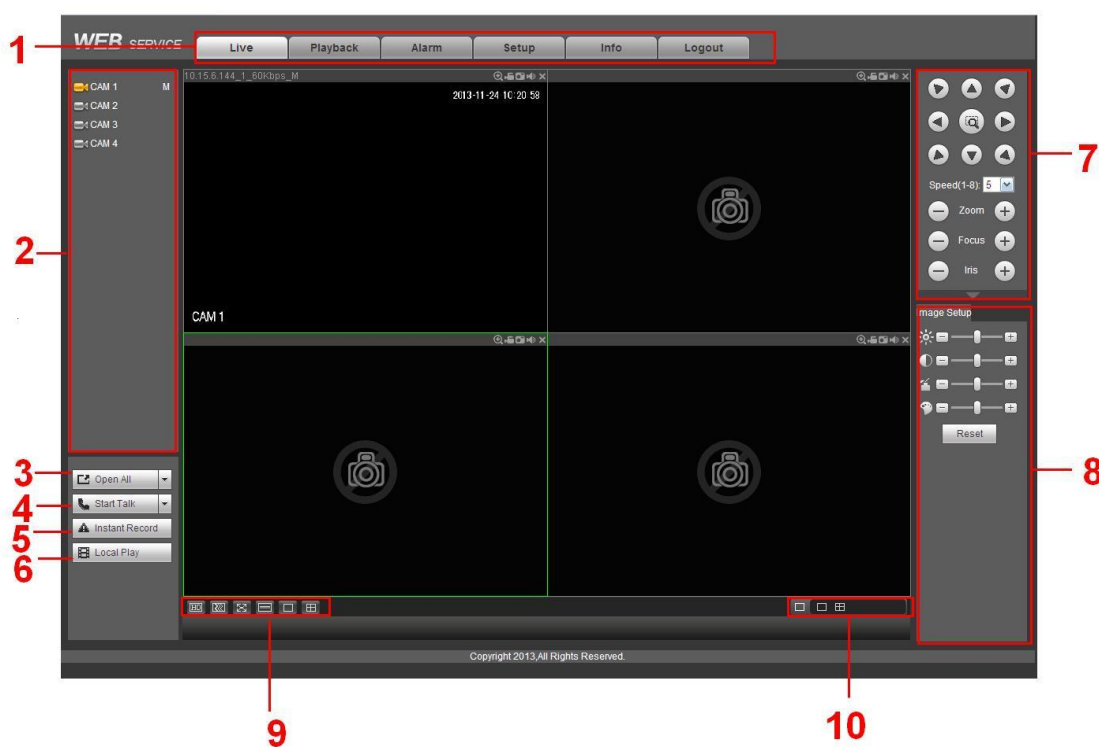 1
WEB SERVICE
Live
Playback
Alarm
Setup
Info
Logout
CAM 1 M
CAM 2
CAM 3
CAM 4
2
10.15.6.144_1_60Kbps_M
2013-11-24 10:20:58
CAM 1
7
Speed(1-8): 5
Zoom
Focus
Iris
mage Setup
Reset
8
3
Open All
4
Start Talk
5
Instant Record
6
Local Play
Copyright 2013,All Rights Reserved.
9
10